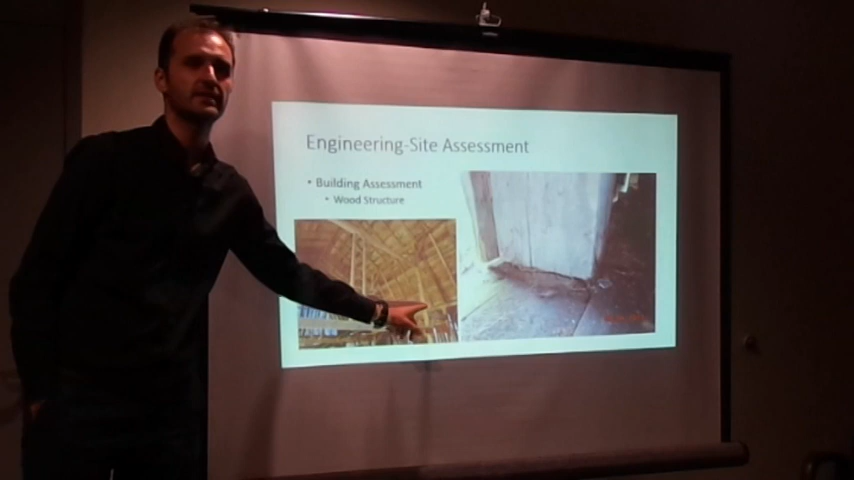 Engineering-Site Assessment
• Building Assessment
• Wood Structure